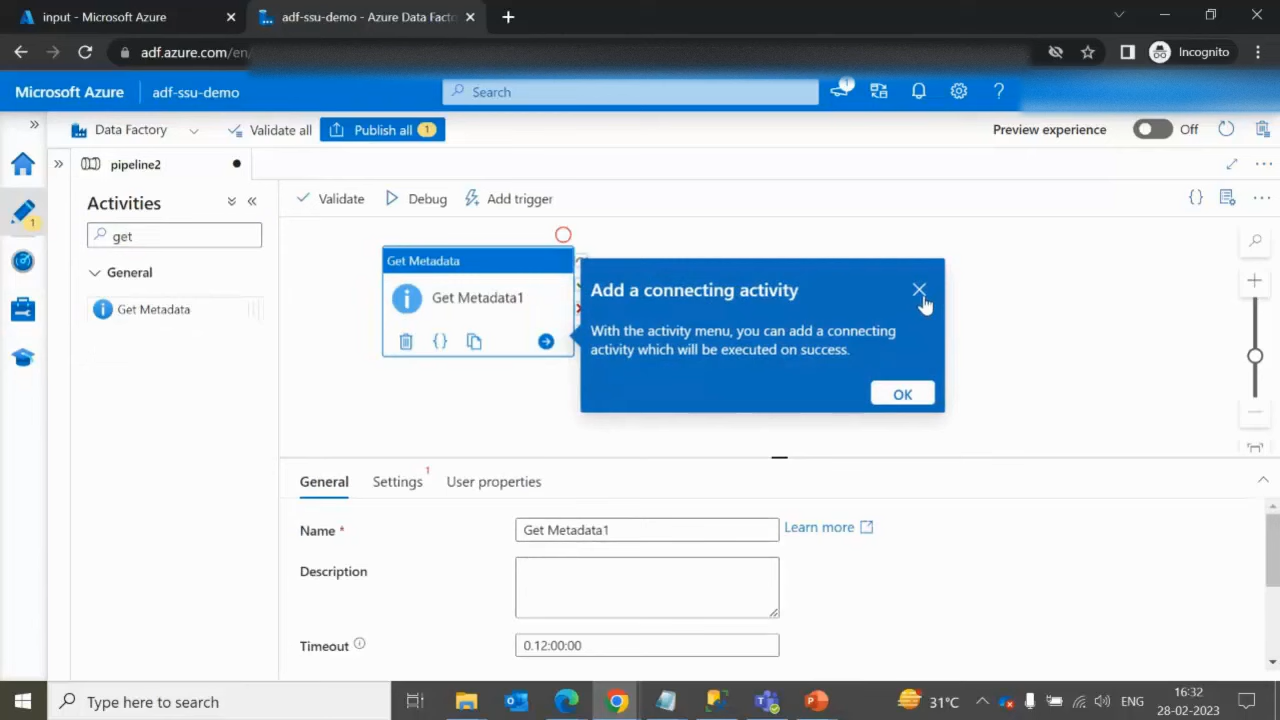 input - Microsoft Azure
adf-ssu-demo - Azure Data Facto
adf.azure.com/en
Incognito
Microsoft Azure
adf-ssu-demo
Search
1
Data Factory
Validate all
Publish all
1
Preview experience
Off
pipeline2
Activities
get
General
Get Metadata
1
Validate
Debug
Add trigger
Get Metadata
Get Metadata1
Add a connecting activity
With the activity menu, you can add a connecting
activity which will be executed on success.
OK
General
Settings
1
User properties
Name *
Get Metadata1
Learn more
Description
Timeout
0.12:00:00
Type here to search
31°C
ENG
16:32
28-02-2023